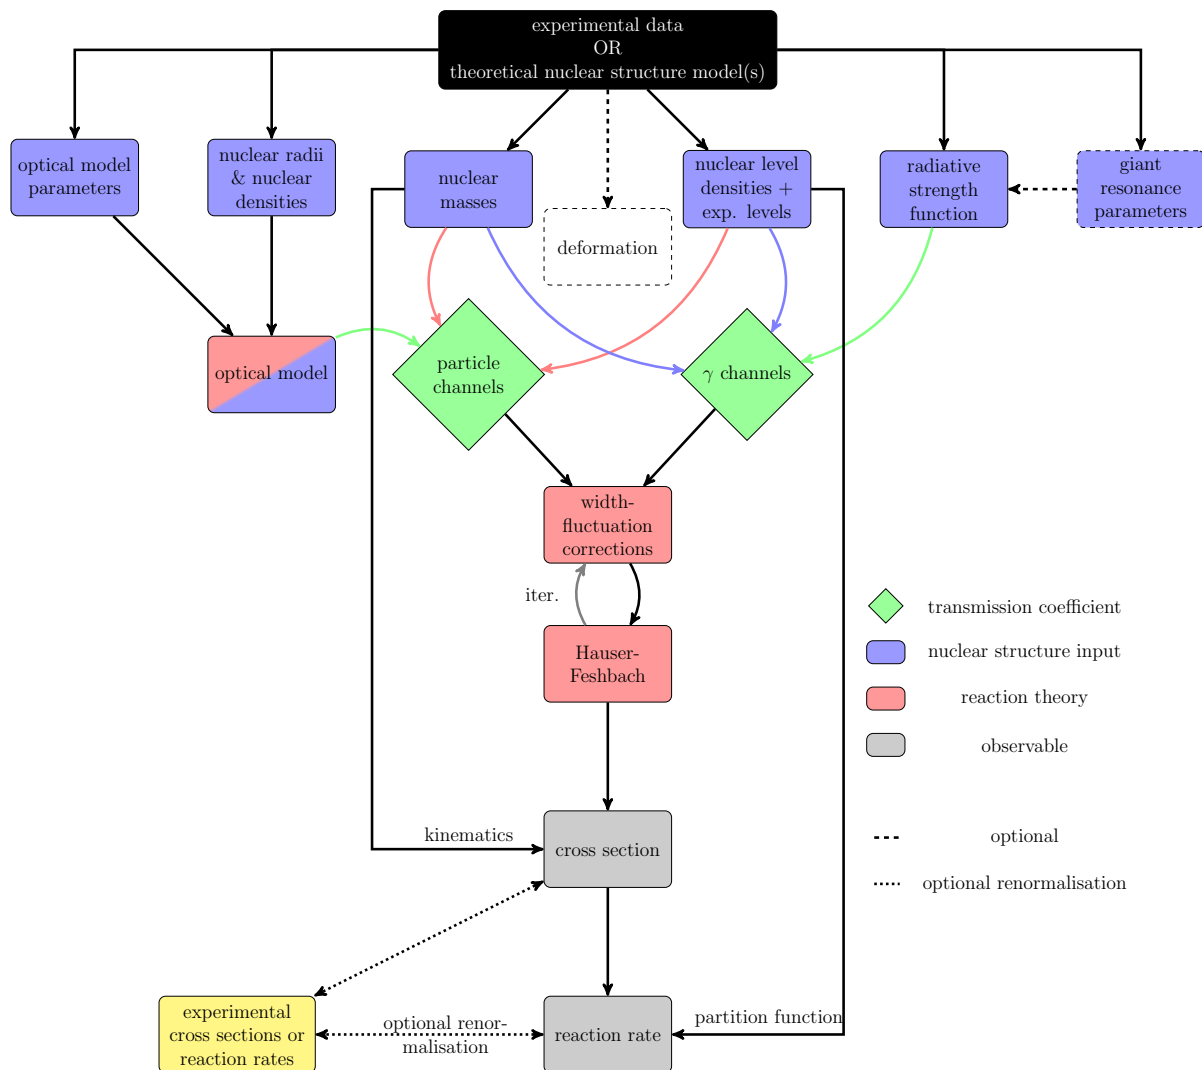 experimental data
OR
theoretical nuclear structure model(s)
optical model
parameters
nuclear radii
& nuclear
densities
nuclear
masses
nuclear level
densities +
exp. levels
radiative
strength
function
giant
resonance
parameters
deformation
optical model
particle
channels
γ channels
width-
fluctuation
corrections
iter.
Hauser-
Feshbach
transmission coefficient
nuclear structure input
reaction theory
observable
optional
optional renormalisation
kinematics
cross section
experimental
cross sections or
reaction rates
optional renor-
malisation
reaction rate
partition function